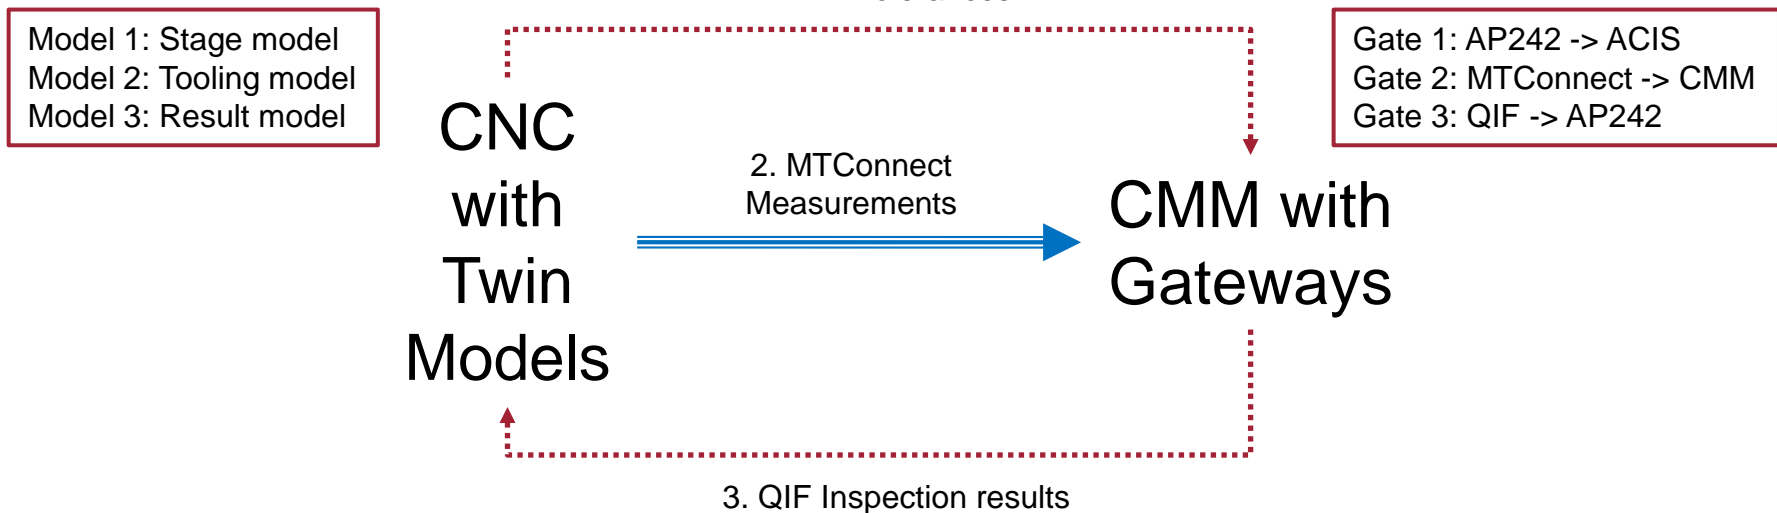 Model 1: Stage model
Model 2: Tooling model
Model 3: Result model
Gate 1: AP242 -> ACIS
Gate 2: MTConnect -> CMM
Gate 3: QIF -> AP242
CNC
with
Twin
Models
2. MTConnect
Measurements
CMM with
Gateways
3. QIF Inspection results